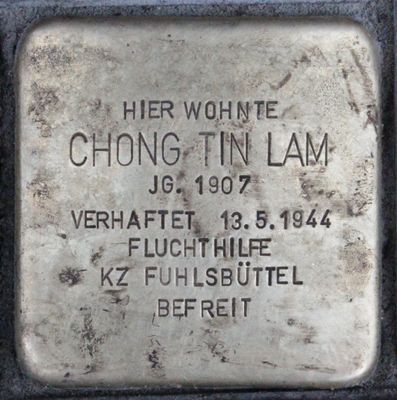 HIER WOHNTE
CHONG TIN LAM
JG. 1907
VERHAFTET 13.5.1944
FLUCHTHILFE
KZ FUHLSBÜTTEL
BEFREIT